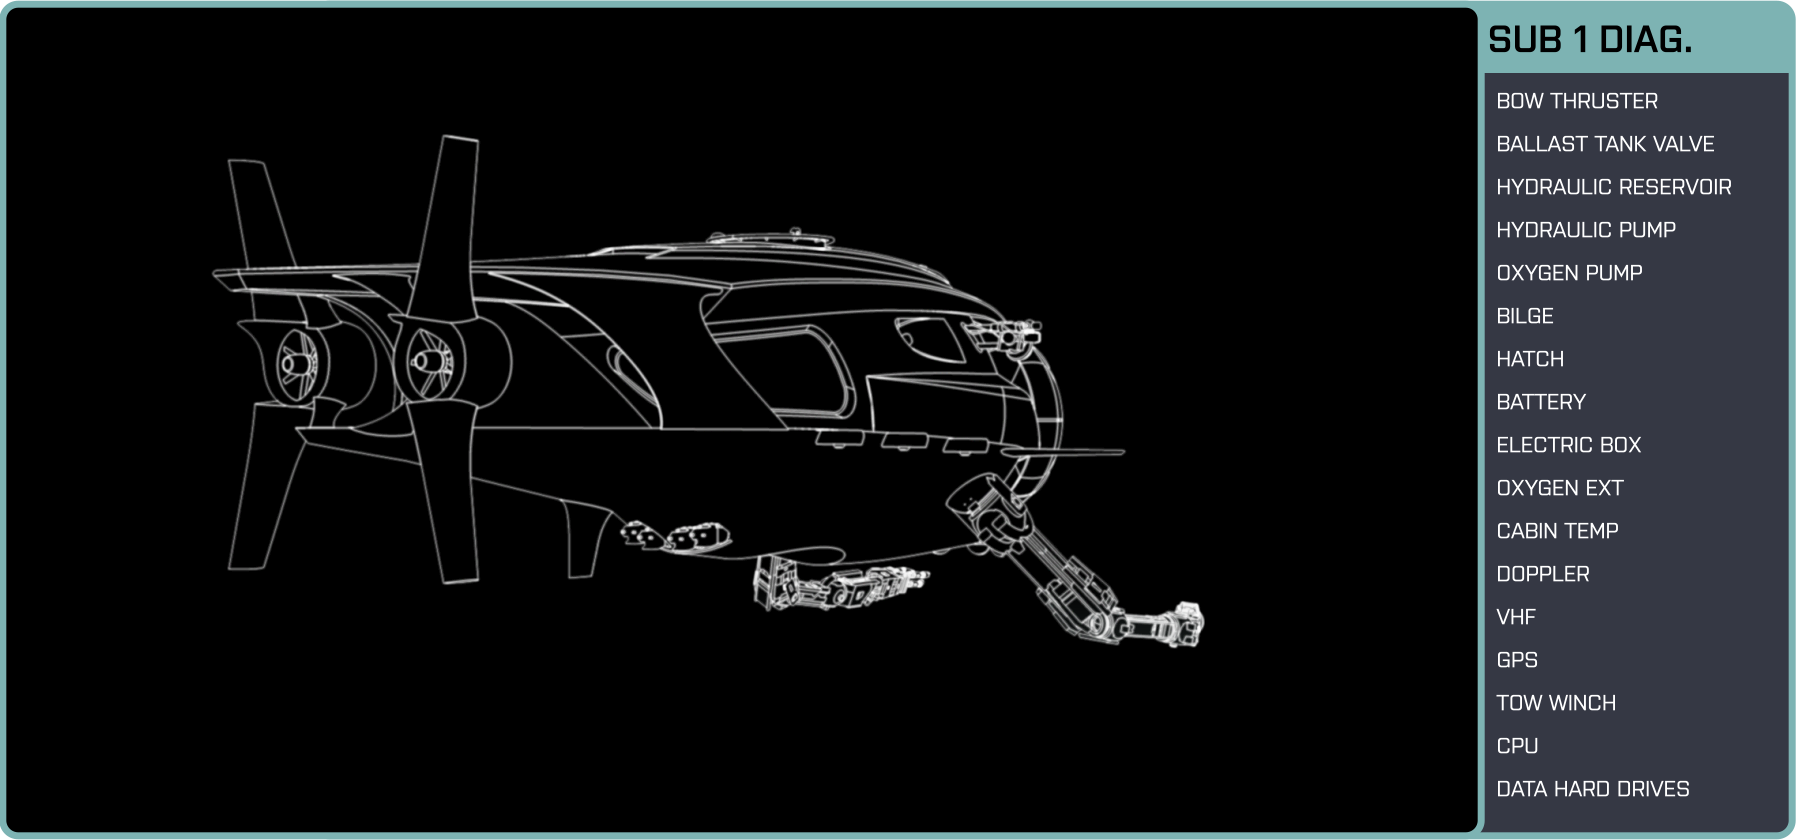 SUB 1 DIAG.
BOW THRUSTER
BALLAST TANK VALVE
HYDRAULIC RESERVOIR
HYDRAULIC PUMP
OXYGEN PUMP
BILGE
HATCH
BATTERY
ELECTRIC BOX
OXYGEN EXT
CABIN TEMP
DOPPLER
VHF
GPS
TOW WINCH
CPU
DATA HARD DRIVES